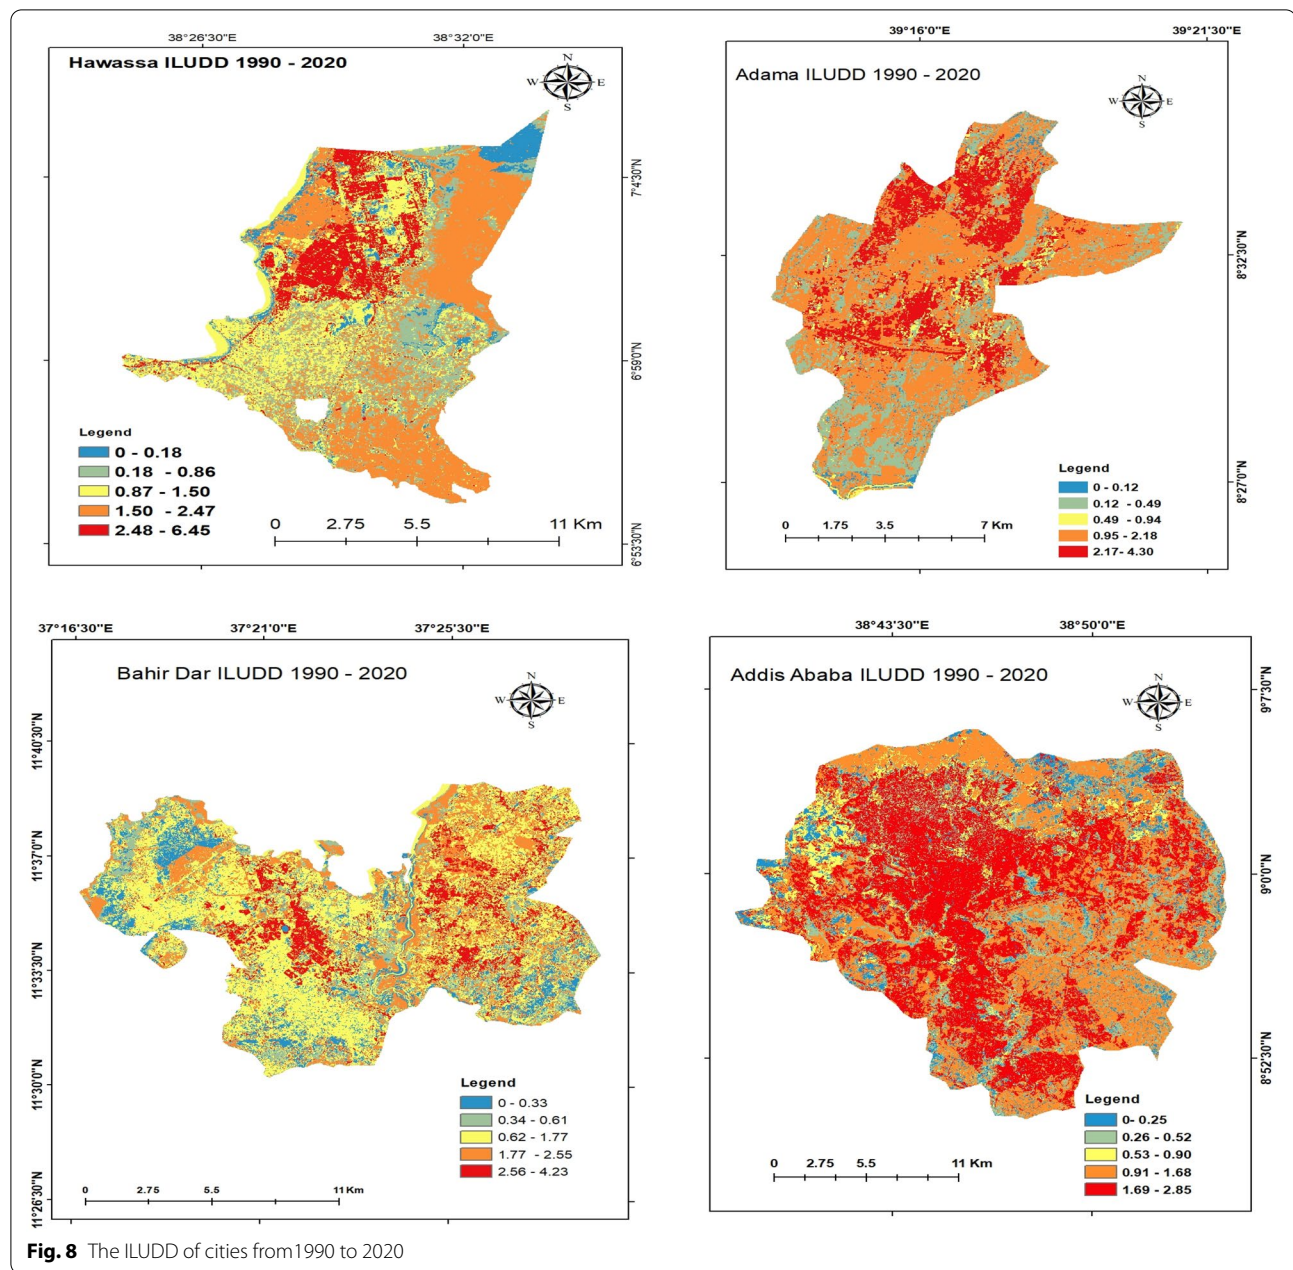 38°26'30"E 38°32'0"E
Hawassa ILUDD 1990 - 2020
N
W E
S
7°4'30"N
6°59'0"N
6°53'30"N
Legend
0 - 0.18
0.18 - 0.86
0.87 - 1.50
1.50 - 2.47
2.48 - 6.45
0 2.75 5.5 11 Km
39°16'0"E 39°21'30"E
Adama ILUDD 1990 - 2020
N
W E
S
8°32'30"N
8°27'0"N
Legend
0 - 0.12
0.12 - 0.49
0.49 - 0.94
0.95 - 2.18
2.17- 4.30
0 1.75 3.5 7 Km
37°16'30"E 37°21'0"E 37°25'30"E
Bahir Dar ILUDD 1990 - 2020
N
W E
S
11°40'30"N
11°37'0"N
11°33'30"N
11°30'0"N
11°26'30"N
Legend
0 - 0.33
0.34 - 0.61
0.62 - 1.77
1.77 - 2.55
2.56 - 4.23
0 2.75 5.5 11 Km
38°43'30"E 38°50'0"E
Addis Ababa ILUDD 1990 - 2020
N
W E
S
9°7'30"N
9°0'0"N
8°52'30"N
Legend
0- 0.25
0.26 - 0.52
0.53 - 0.90
0.91 - 1.68
1.69 - 2.85
0 2.75 5.5 11 Km
Fig. 8 The ILUDD of cities from1990 to 2020